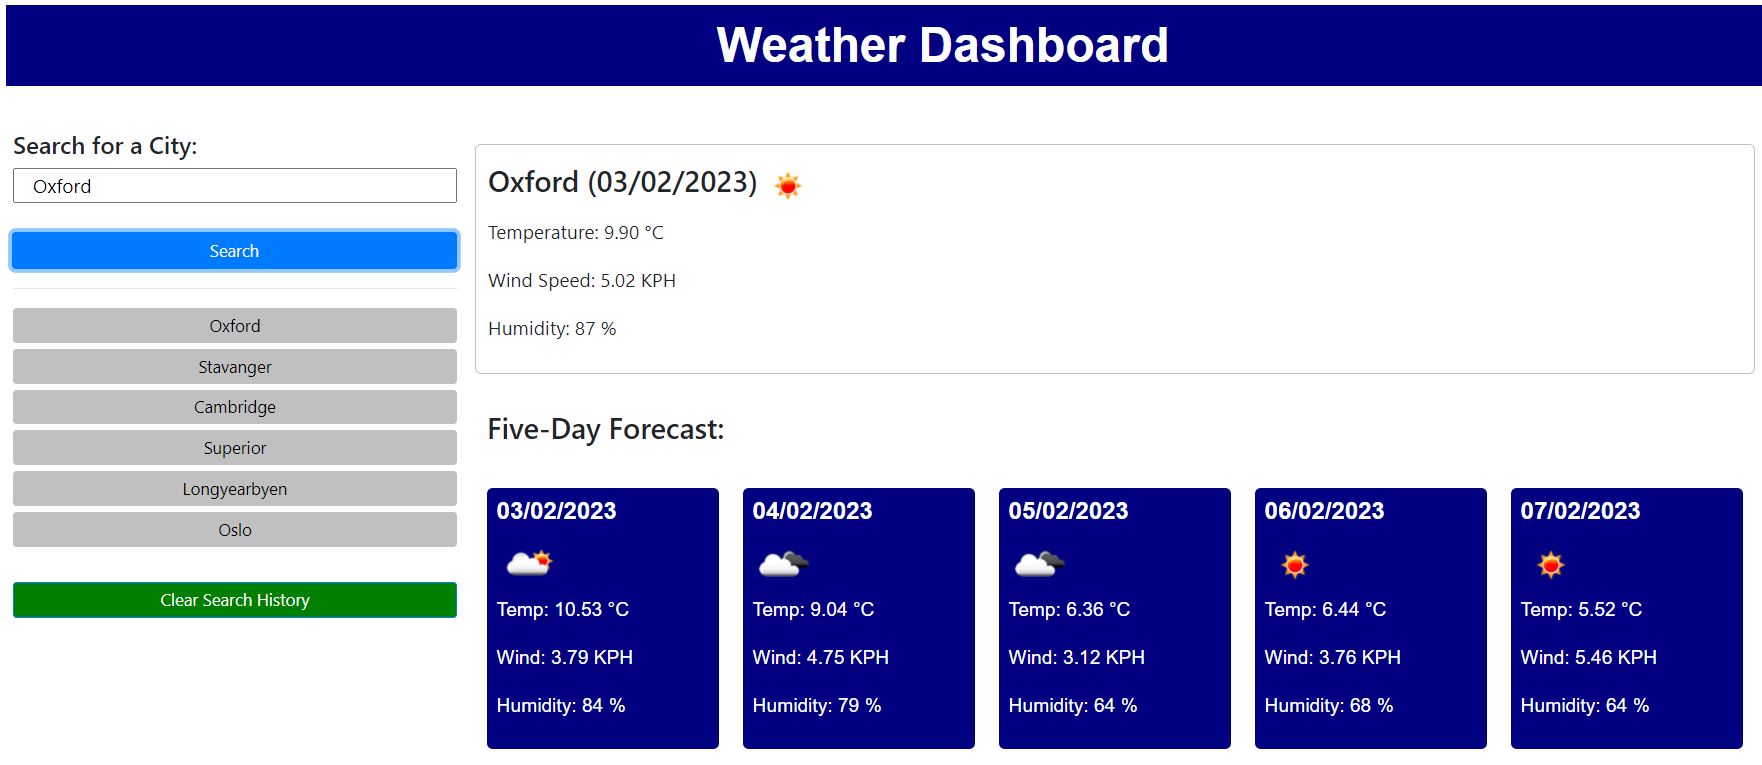 Weather Dashboard
Search for a City:
Oxford
Search
Oxford
Stavanger
Cambridge
Superior
Longyearbyen
Oslo
Clear Search History
Oxford (03/02/2023)
Temperature: 9.90 °C
Wind Speed: 5.02 KPH
Humidity: 87 %
Five-Day Forecast:
03/02/2023
Temp: 10.53 °C
Wind: 3.79 KPH
Humidity: 84 %
04/02/2023
Temp: 9.04 °C
Wind: 4.75 KPH
Humidity: 79 %
05/02/2023
Temp: 6.36 °C
Wind: 3.12 KPH
Humidity: 64 %
06/02/2023
Temp: 6.44 °C
Wind: 3.76 KPH
Humidity: 68 %
07/02/2023
Temp: 5.52 °C
Wind: 5.46 KPH
Humidity: 64 %